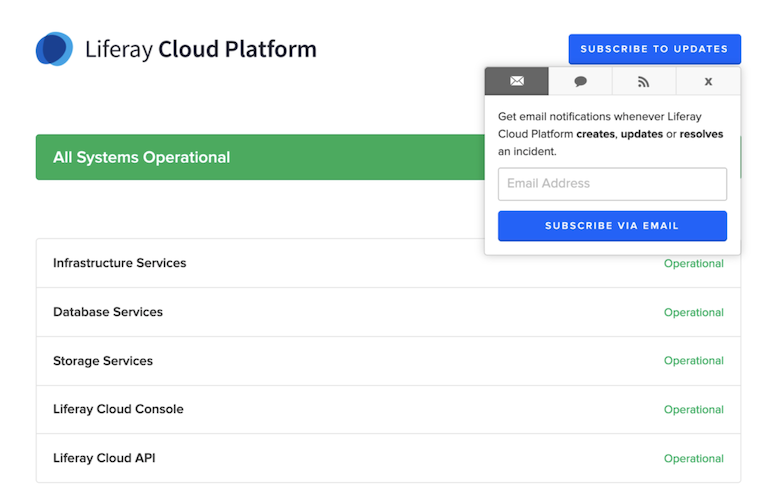 Liferay Cloud Platform
SUBSCRIBE TO UPDATES
x
Get email notifications whenever Liferay
Cloud Platform creates, updates or resolves
an incident.
Email Address
SUBSCRIBE VIA EMAIL
All Systems Operational
Infrastructure Services Operational
Database Services Operational
Storage Services Operational
Liferay Cloud Console Operational
Liferay Cloud API Operational